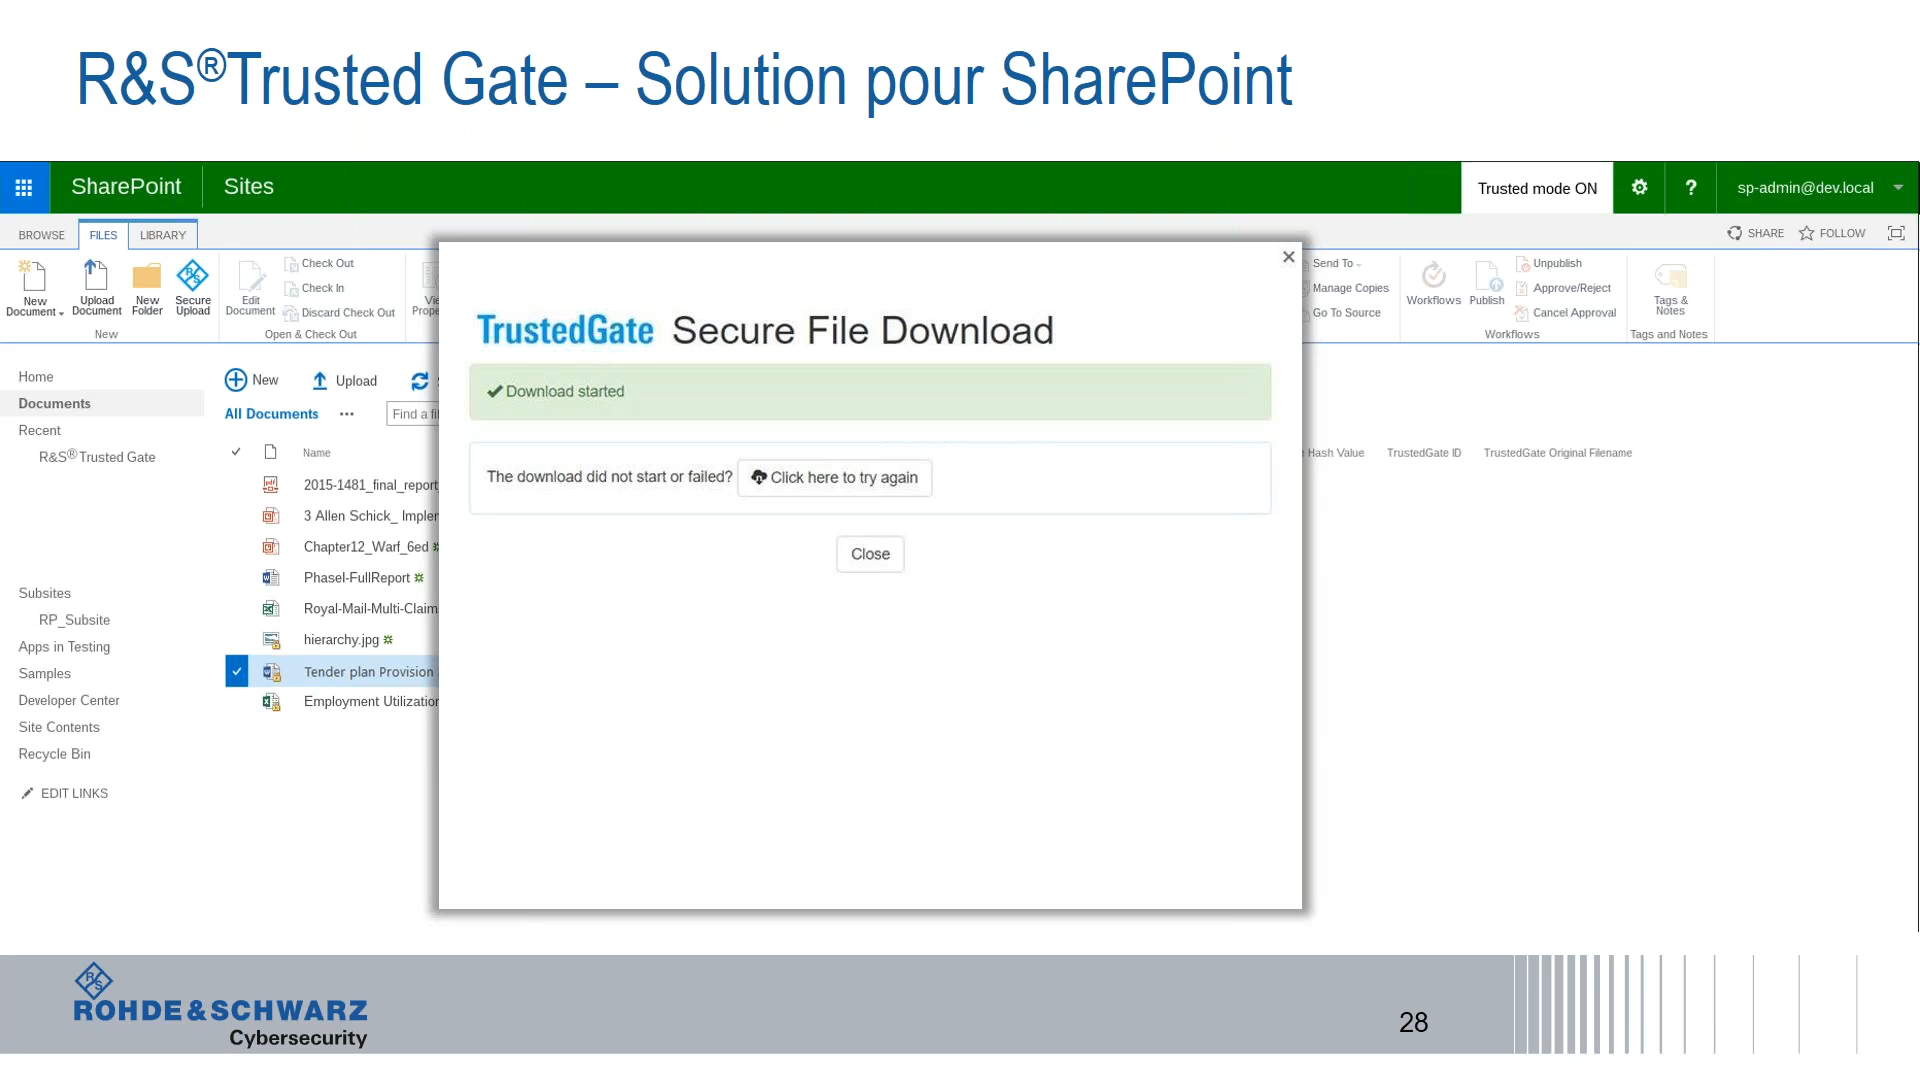 R&S®Trusted Gate – Solution pour SharePoint
SharePoint
Sites
Trusted mode ON
?
sp-admin@dev.local
BROWSE
FILES
LIBRARY
SHARE
FOLLOW
New
Document
Upload
Document
New
Folder
Secure
Upload
New
Edit
Document
Check Out
Check In
Discard Check Out
Open & Check Out
Send To
Manage Copies
Go To Source
Workflows
Publish
Unpublish
Approve/Reject
Cancel Approval
Workflows
Tags &
Notes
Tags and Notes
Home
Documents
Recent
R&S®Trusted Gate
Subsites
RP_Subsite
Apps in Testing
Samples
Developer Center
Site Contents
Recycle Bin
EDIT LINKS
New
Upload
All Documents
...
Find a
Name
Hash Value
TrustedGate ID
TrustedGate Original Filename
2015-1481_final_report
3 Allen Schick_
Chapter12_Warf_6ed
PhaseI-FullReport
Royal-Mail-Multi-Claim
hierarchy.jpg
Tender plan Provision
Employment
TrustedGate Secure File Download
Download started
The download did not start or failed?
Click here to try again
Close
R&S
ROHDE & SCHWARZ
Cybersecurity
28